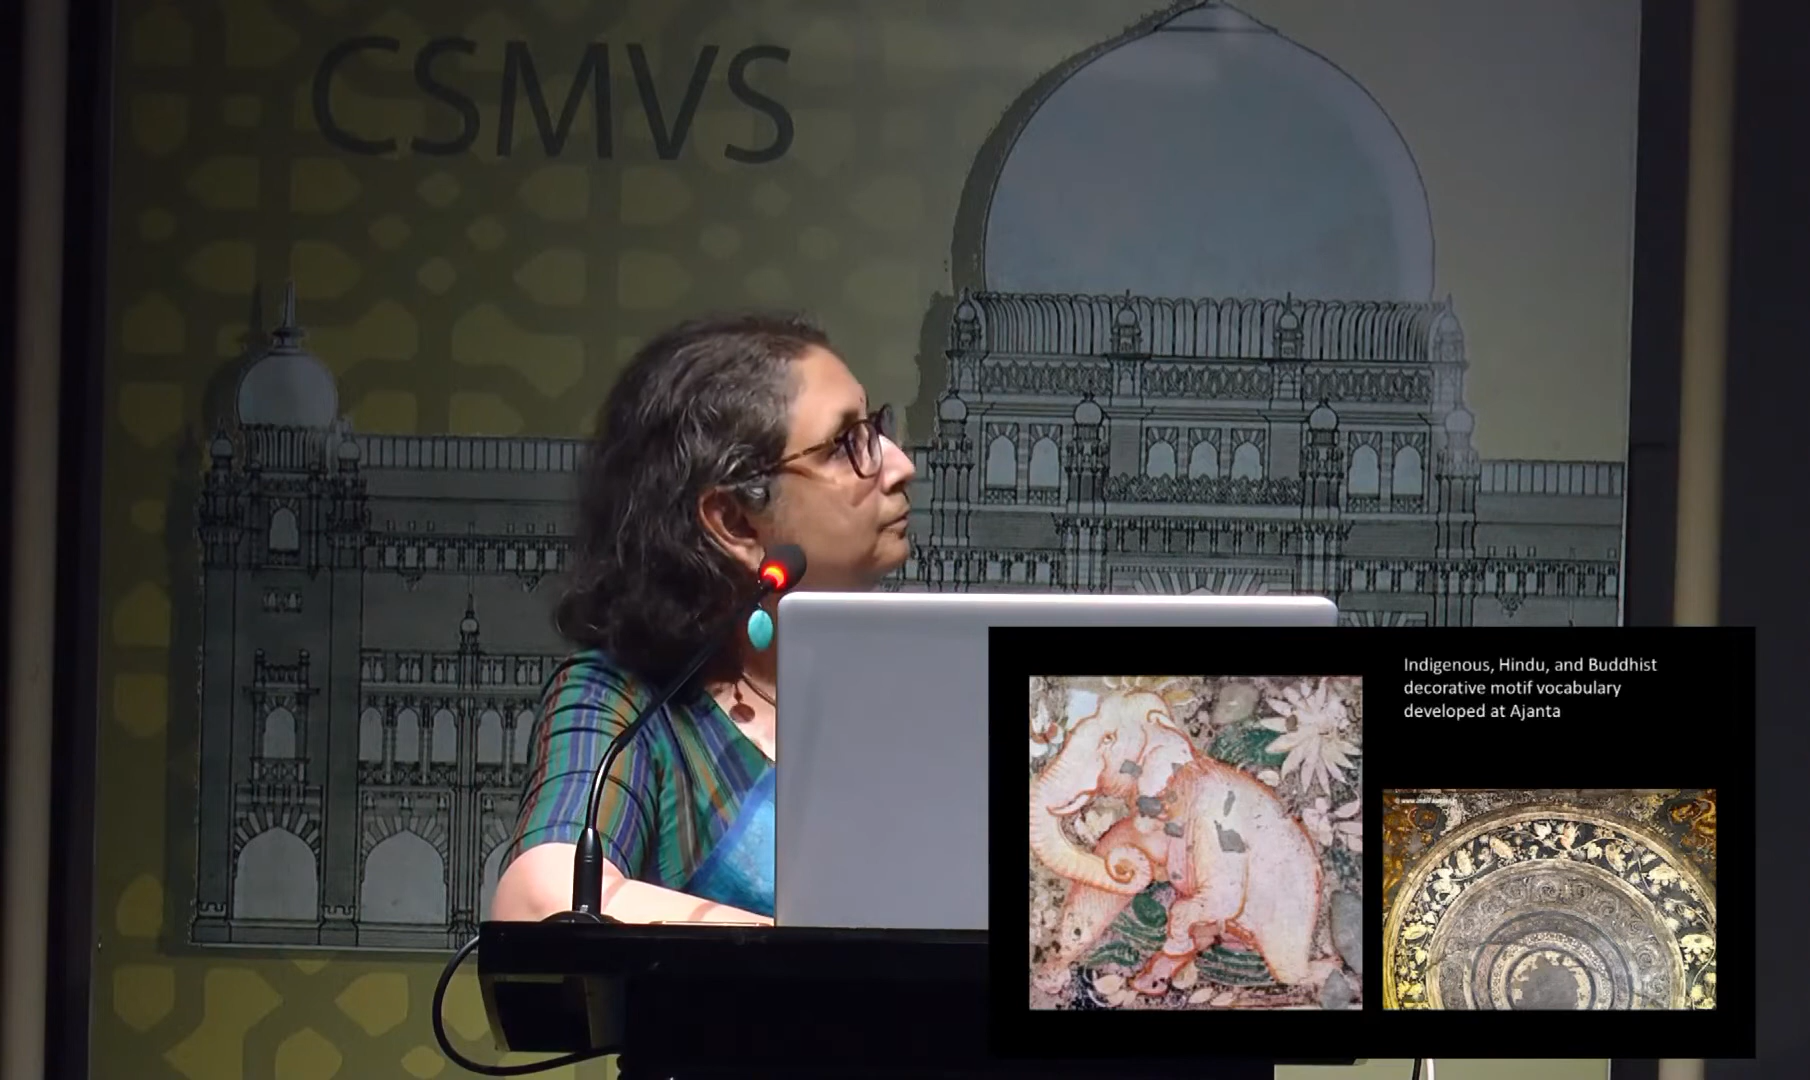 CSMVS
Indigenous, Hindu, and Buddhist
decorative motif vocabulary
developed at Ajanta